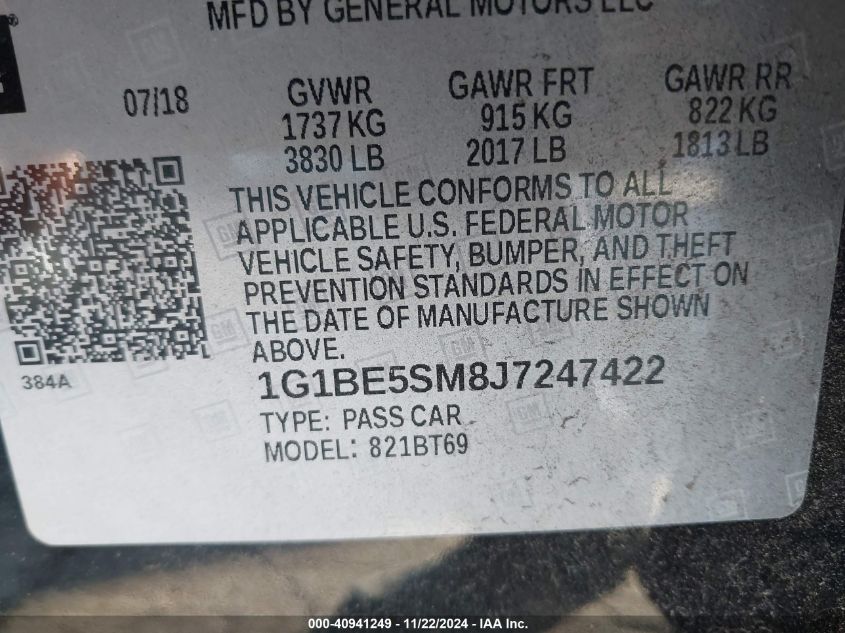 MFD BY GENERAL MOTORS LLC
07/18
GVWR
1737 KG
3830 LB
GAWR FRT
915 KG
2017 LB
GAWR RR
822 KG
1813 LB
THIS VEHICLE CONFORMS TO ALL
APPLICABLE U.S. FEDERAL MOTOR
VEHICLE SAFETY, BUMPER, AND THEFT
PREVENTION STANDARDS IN EFFECT ON
THE DATE OF MANUFACTURE SHOWN
ABOVE.
384A
1G1BE5SM8J7247422
TYPE: PASS CAR
MODEL: 821BT69
000-40941249 - 11/22/2024 - IAA Inc.